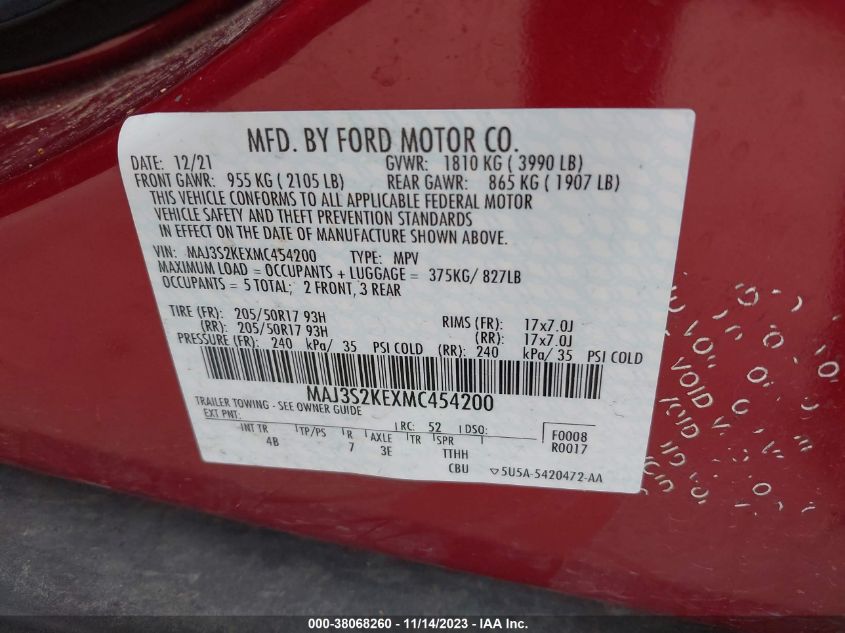 MFD. BY FORD MOTOR CO.
DATE: 12/21 GVWR: 1810 KG ( 3990 LB)
FRONT GAWR: 955 KG ( 2105 LB) REAR GAWR: 865 KG ( 1907 LB)
THIS VEHICLE CONFORMS TO ALL APPLICABLE FEDERAL MOTOR
VEHICLE SAFETY AND THEFT PREVENTION STANDARDS
IN EFFECT ON THE DATE OF MANUFACTURE SHOWN ABOVE.
VIN: MAJ3S2KEXMC454200 TYPE: MPV
MAXIMUM LOAD = OCCUPANTS + LUGGAGE = 375KG/ 827LB
OCCUPANTS = 5 TOTAL; 2 FRONT, 3 REAR
TIRE (FR): 205/50R17 93H RIMS (FR): 17x7.0J
(RR): 205/50R17 93H (RR): 17x7.0J
PRESSURE (FR): 240 kPa/ 35 PSI COLD (RR): 240 kPa/ 35 PSI COLD
MAJ3S2KEXMC454200
TRAILER TOWING - SEE OWNER GUIDE
EXT PNT: RC: 52 DSO: F0008
INT TR TP/PS R AXLE TR SPR R0017
4B 7 3E TTHH
CBU 5U5A-5420472-AA
VOID
000-38068260 - 11/14/2023 - IAA Inc.